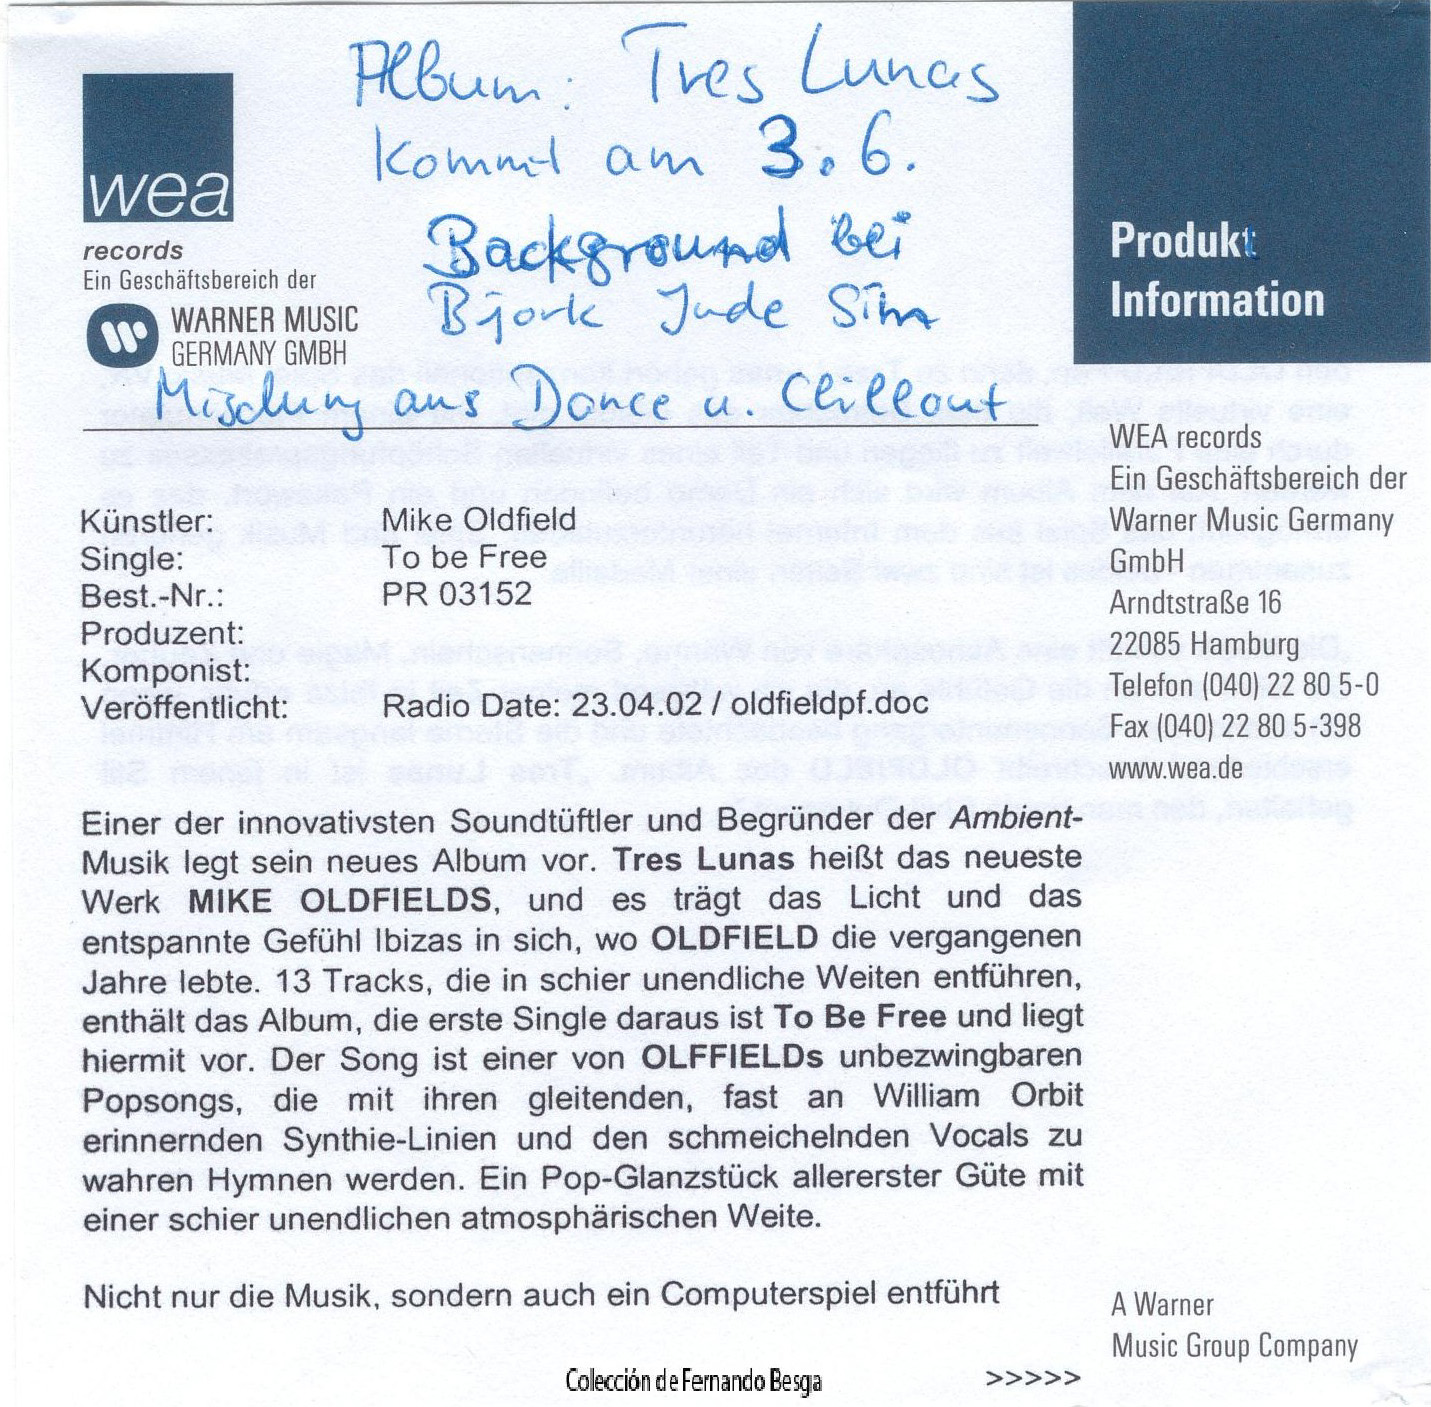 Album: Tres Lunas
kommt am 3.6.
Background bei
Björk Jude Sim
Mischung aus Dance u. Chillout
wea
records
Ein Geschäftsbereich der
WARNER MUSIC
GERMANY GMBH
Produkt
Information
Künstler: Mike Oldfield
Single: To be Free
Best.-Nr.: PR 03152
Produzent:
Komponist:
Veröffentlicht: Radio Date: 23.04.02 / oldfieldpf.doc
WEA records
Ein Geschäftsbereich der
Warner Music Germany
GmbH
Arndtstraße 16
22085 Hamburg
Telefon (040) 22 80 5-0
Fax (040) 22 80 5-398
www.wea.de
Einer der innovativsten Soundtüftler und Begründer der Ambient-
Musik legt sein neues Album vor. Tres Lunas heißt das neueste
Werk MIKE OLDFIELDS, und es trägt das Licht und das
entspannte Gefühl Ibizas in sich, wo OLDFIELD die vergangenen
Jahre lebte. 13 Tracks, die in schier unendliche Weiten entführen,
enthält das Album, die erste Single daraus ist To Be Free und liegt
hiermit vor. Der Song ist einer von OLFFIELDs unbezwingbaren
Popsongs, die mit ihren gleitenden, fast an William Orbit
erinnernden Synthie-Linien und den schmeichelnden Vocals zu
wahren Hymnen werden. Ein Pop-Glanzstück allererster Güte mit
einer schier unendlichen atmosphärischen Weite.
Nicht nur die Musik, sondern auch ein Computerspiel entführt
>>>>>
A Warner
Music Group Company
Colección de Fernando Besga